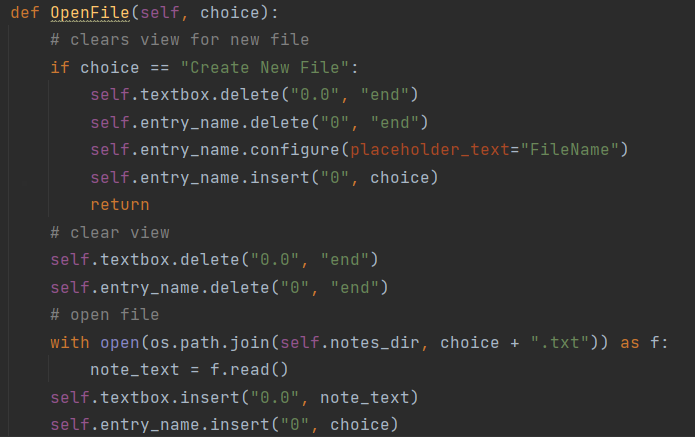 def OpenFile(self, choice):
    # clears view for new file
    if choice == "Create New File":
        self.textbox.delete("0.0", "end")
        self.entry_name.delete("0", "end")
        self.entry_name.configure(placeholder_text="FileName")
        self.entry_name.insert("0", choice)
        return
    # clear view
    self.textbox.delete("0.0", "end")
    self.entry_name.delete("0", "end")
    # open file
    with open(os.path.join(self.notes_dir, choice + ".txt")) as f:
        note_text = f.read()
    self.textbox.insert("0.0", note_text)
    self.entry_name.insert("0", choice)